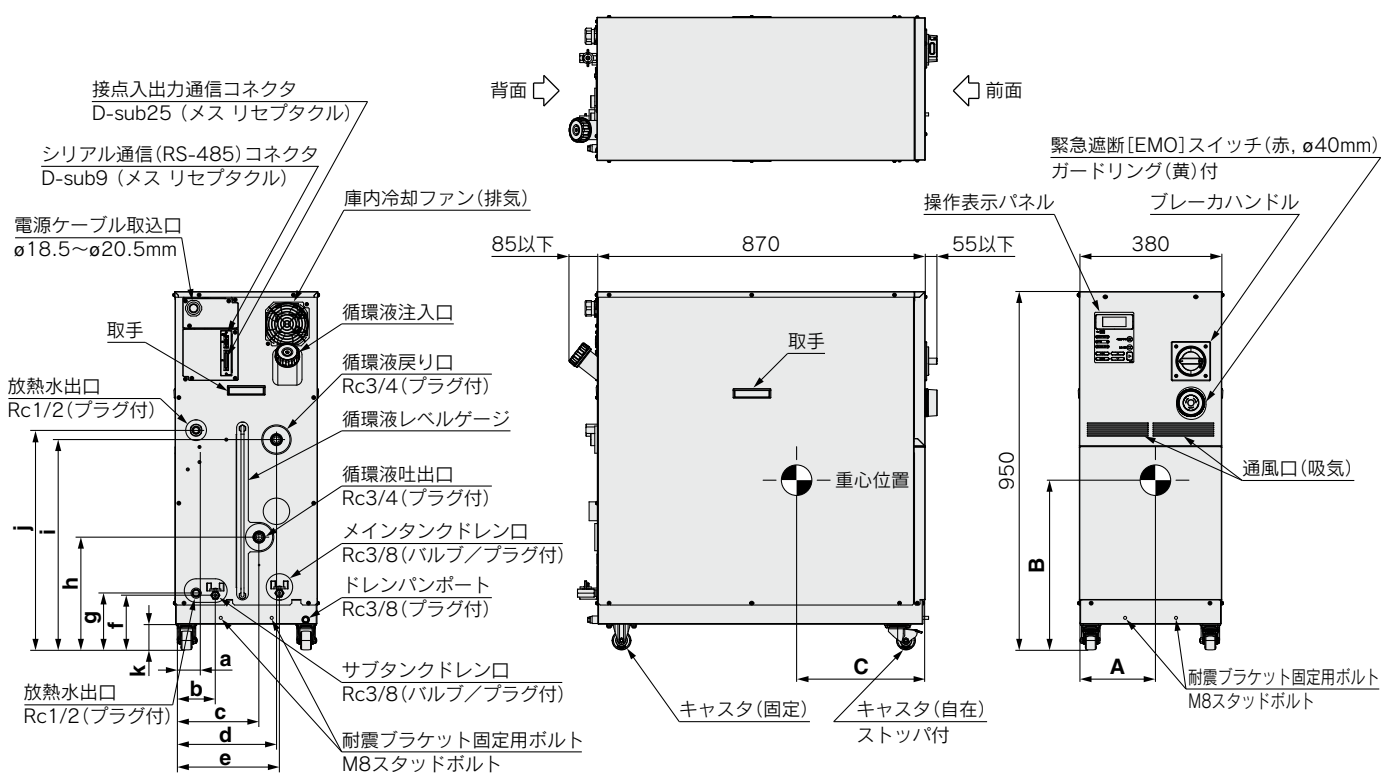 接点入出力通信コネクタ
D-sub25（メス リセプタクル）
シリアル通信（RS-485）コネクタ
D-sub9（メス リセプタクル）
電源ケーブル取込口
ø18.5～ø20.5mm
庫内冷却ファン（排気）
取手
循環液注入口
放熱水出口
Rc1/2（プラグ付）
循環液戻り口
Rc3/4（プラグ付）
循環液レベルゲージ
循環液吐出口
Rc3/4（プラグ付）
メインタンクドレン口
Rc3/8（バルブ／プラグ付）
ドレンパンポート
Rc3/8（プラグ付）
サブタンクドレン口
Rc3/8（バルブ／プラグ付）
放熱水出口
Rc1/2（プラグ付）
耐震ブラケット固定用ボルト
M8スタッドボルト
j
i
h
g
f
k
a
b
c
d
e
背面
前面
85以下
870
55以下
取手
重心位置
C
キャスタ（固定）
キャスタ（自在）
ストッパ付
緊急遮断［EMO］スイッチ（赤, ø40mm）
ガードリング（黄）付
操作表示パネル
ブレーカハンドル
380
950
通風口（吸気）
B
A
耐震ブラケット固定用ボルト
M8スタッドボルト